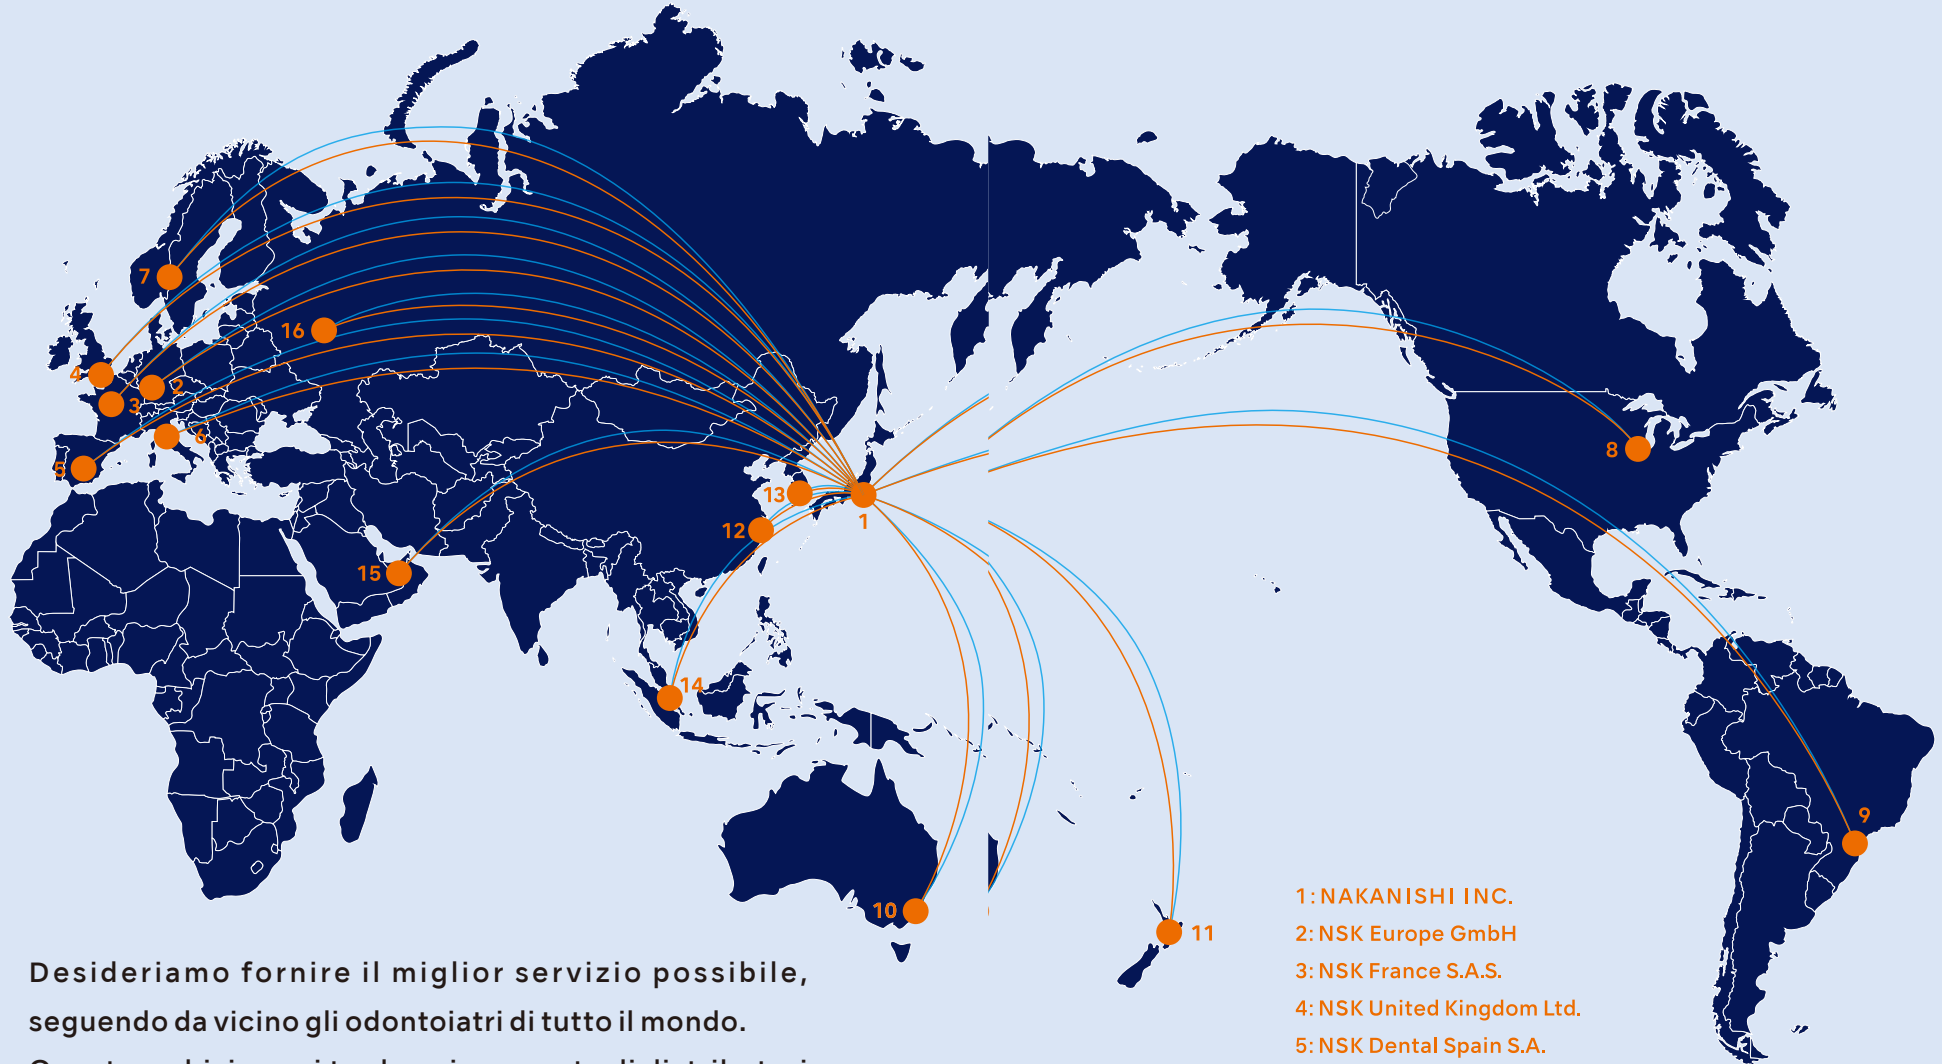 7
16
4
2
3
6
5
8
13
1
12
15
14
9
10
11
1: NAKANISHI INC.
2: NSK Europe GmbH
3: NSK France S.A.S.
4: NSK United Kingdom Ltd.
5: NSK Dental Spain S.A.
Desideriamo fornire il miglior servizio possibile,
seguendo da vicino gli odontoiatri di tutto il mondo.